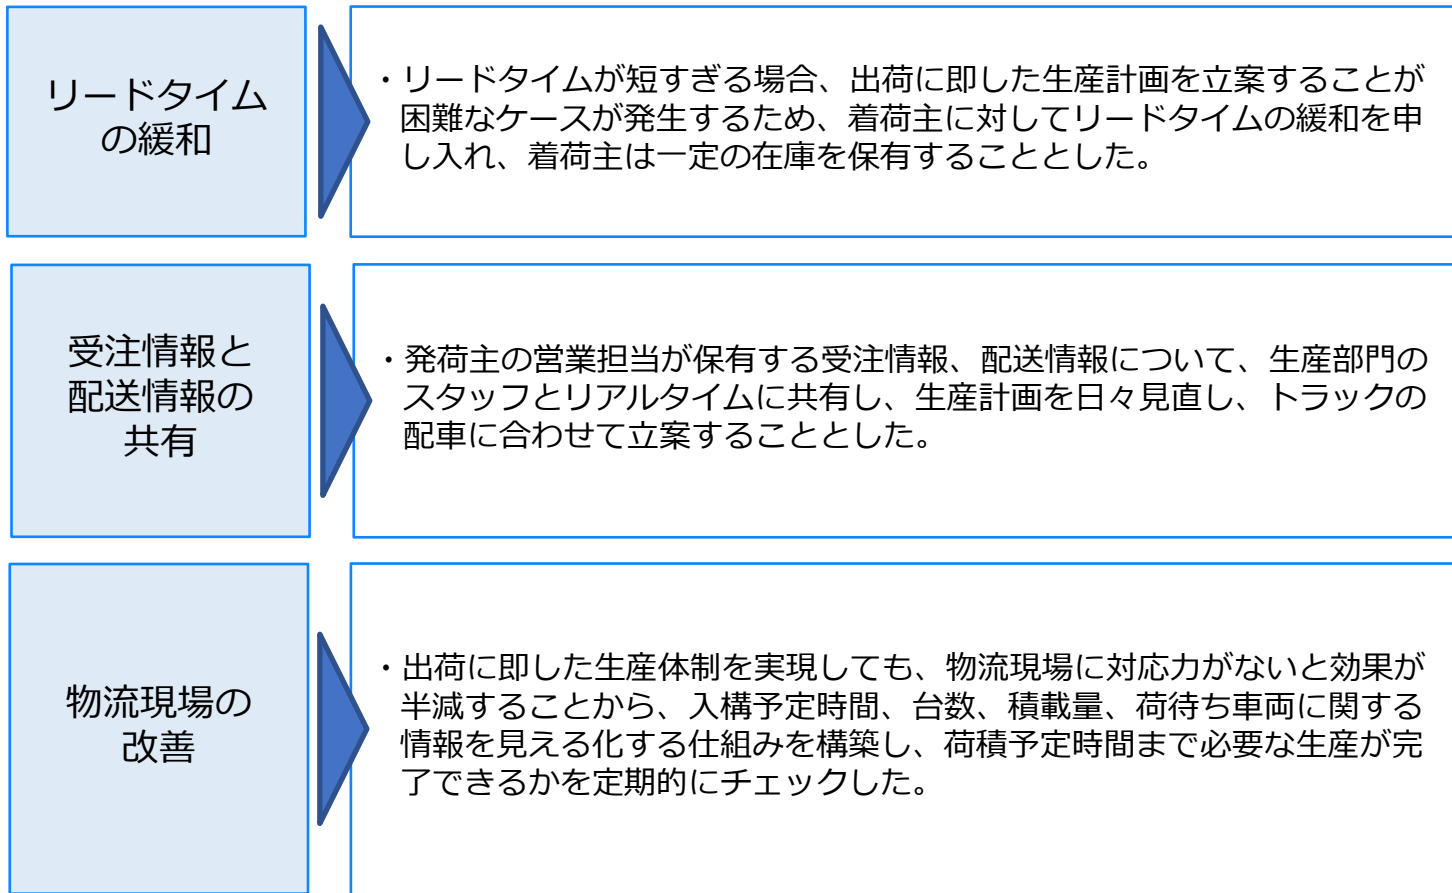 リードタイム
の緩和
・リードタイムが短すぎる場合、出荷に即した生産計画を立案することが
困難なケースが発生するため、着荷主に対してリードタイムの緩和を申
し入れ、着荷主は一定の在庫を保有することとした。
受注情報と
配送情報の
共有
・発荷主の営業担当が保有する受注情報、配送情報について、生産部門の
スタッフとリアルタイムに共有し、生産計画を日々見直し、トラックの
配車に合わせて立案することとした。
物流現場の
改善
・出荷に即した生産体制を実現しても、物流現場に対応力がないと効果が
半減することから、入構予定時間、台数、積載量、荷待ち車両に関する
情報を見える化する仕組みを構築し、荷積予定時間まで必要な生産が完
了できるかを定期的にチェックした。